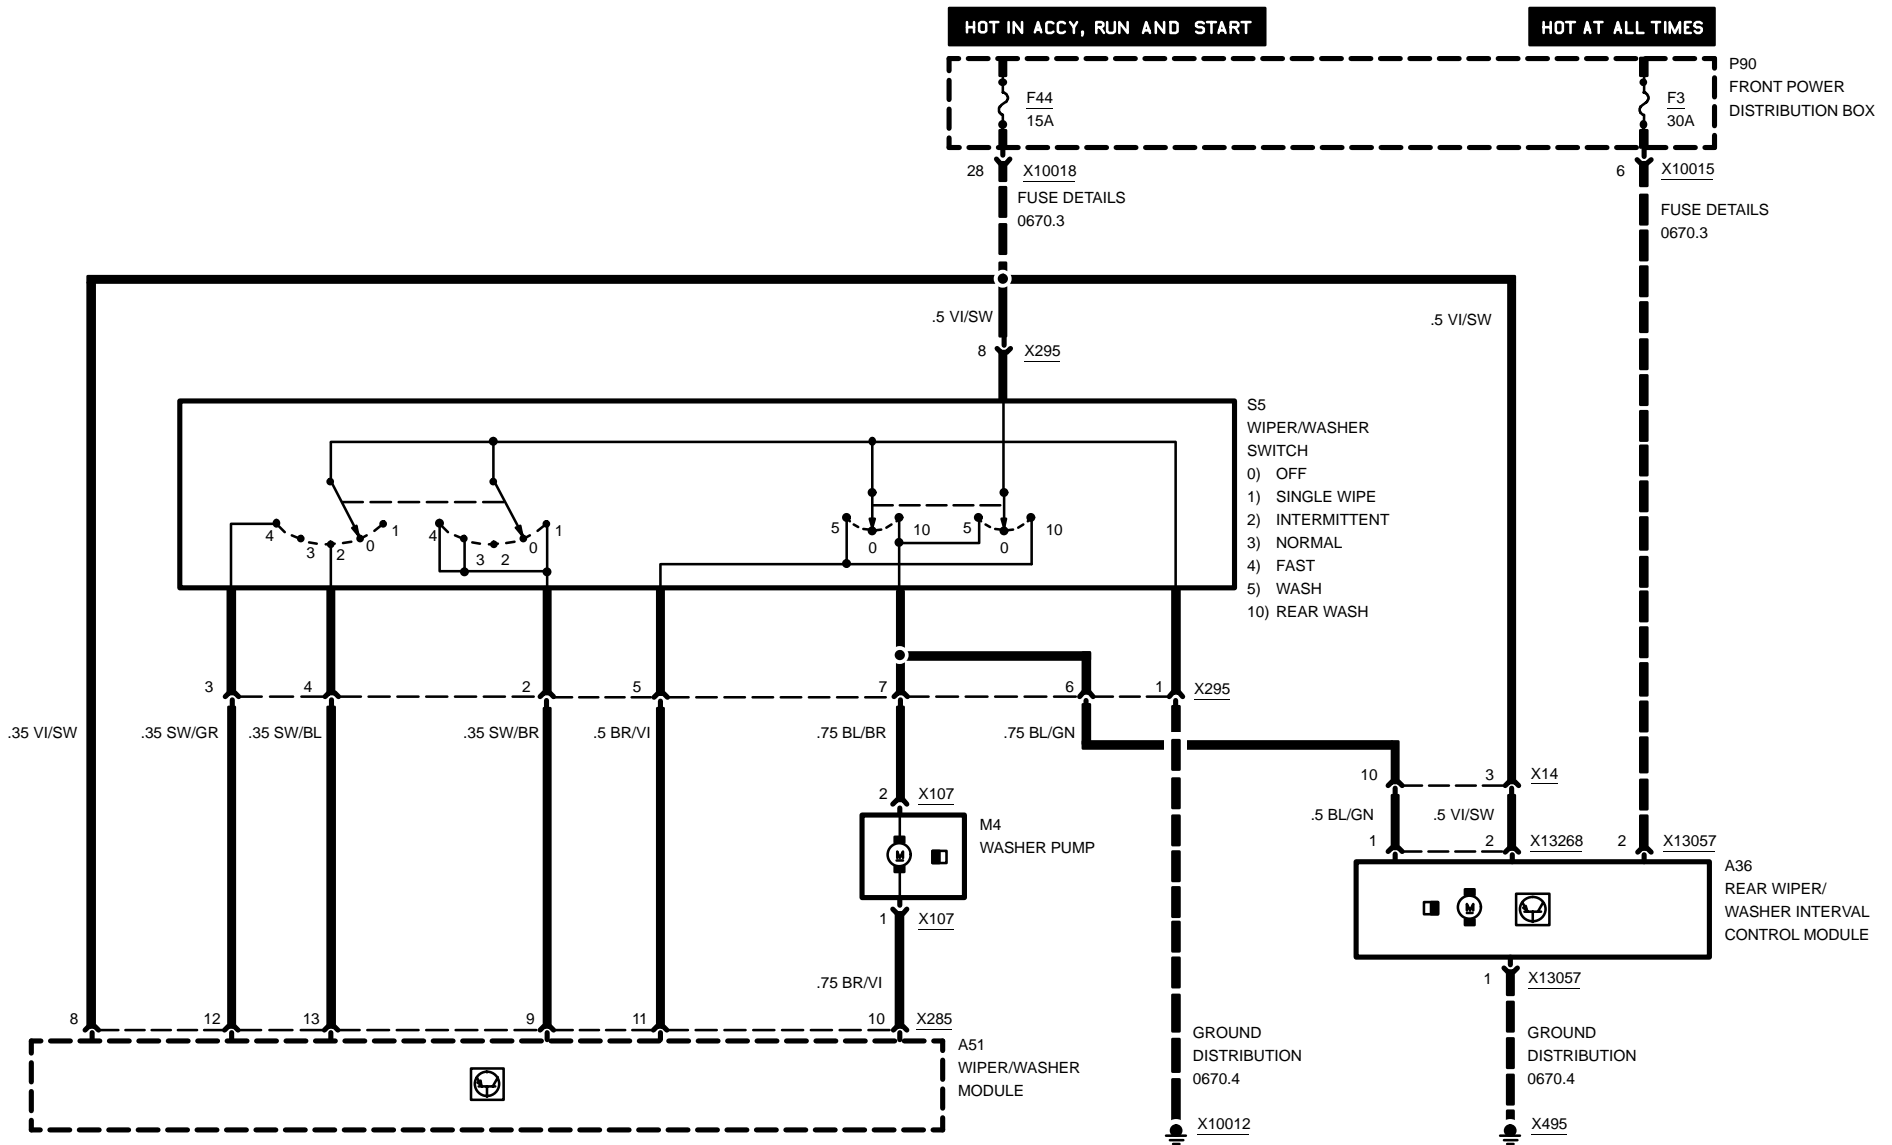 HOT IN ACCY, RUN AND START
HOT AT ALL TIMES
P90
FRONT POWER
DISTRIBUTION BOX
F44
15A
F3
30A
28 X10018
FUSE DETAILS
0670.3
6 X10015
FUSE DETAILS
0670.3
.5 VI/SW
.5 VI/SW
8 X295
S5
WIPER/WASHER
SWITCH
0) OFF
1) SINGLE WIPE
2) INTERMITTENT
3) NORMAL
4) FAST
5) WASH
10) REAR WASH
4 3 2 0 1
4 3 2 0 1
5 0 10
5 0 10
3 4 2 5 7 6 1 X295
.35 VI/SW .35 SW/GR .35 SW/BL .35 SW/BR .5 BR/VI .75 BL/BR .75 BL/GN
10 3 X14
2 X107
.5 BL/GN .5 VI/SW
M4
WASHER PUMP
M
1 2 X13268
2 X13057
A36
REAR WIPER/
WASHER INTERVAL
CONTROL MODULE
M
1 X107
.75 BR/VI
1 X13057
8 12 13 9 11 10 X285
A51
WIPER/WASHER
MODULE
GROUND
DISTRIBUTION
0670.4
X10012
GROUND
DISTRIBUTION
0670.4
X495